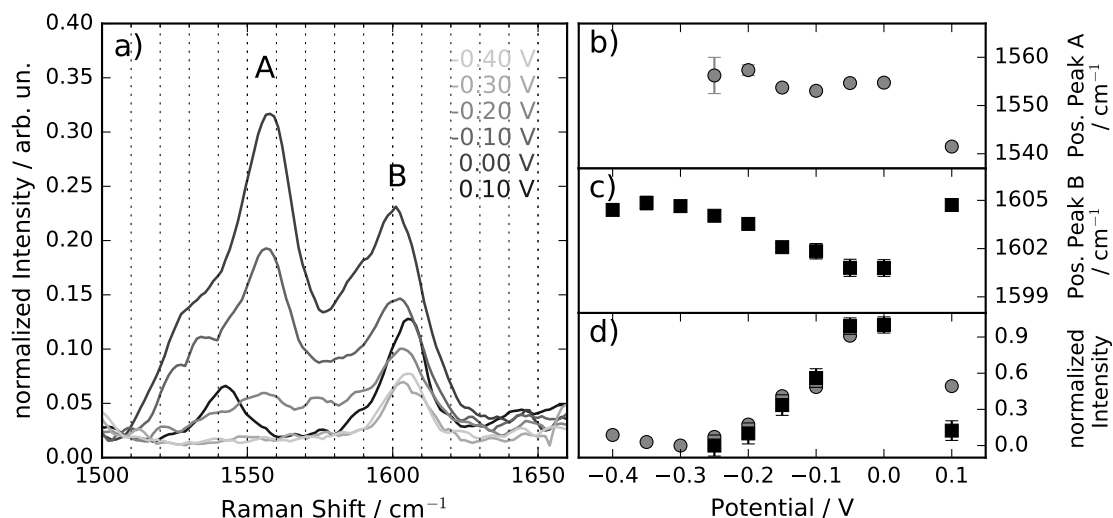 a)
A
B
-0.40 V
-0.30 V
-0.20 V
-0.10 V
0.00 V
0.10 V
0.40
0.35
0.30
0.25
0.20
0.15
0.10
0.05
0.00
normalized Intensity / arb. un.
1500
1550
1600
1650
Raman Shift / cm⁻¹
b)
1560
1550
1540
Pos. Peak A
/ cm⁻¹
c)
1605
1602
1599
Pos. Peak B
/ cm⁻¹
d)
0.9
0.6
0.3
0.0
normalized
Intensity
−0.4
−0.3
−0.2
−0.1
0.0
0.1
Potential / V